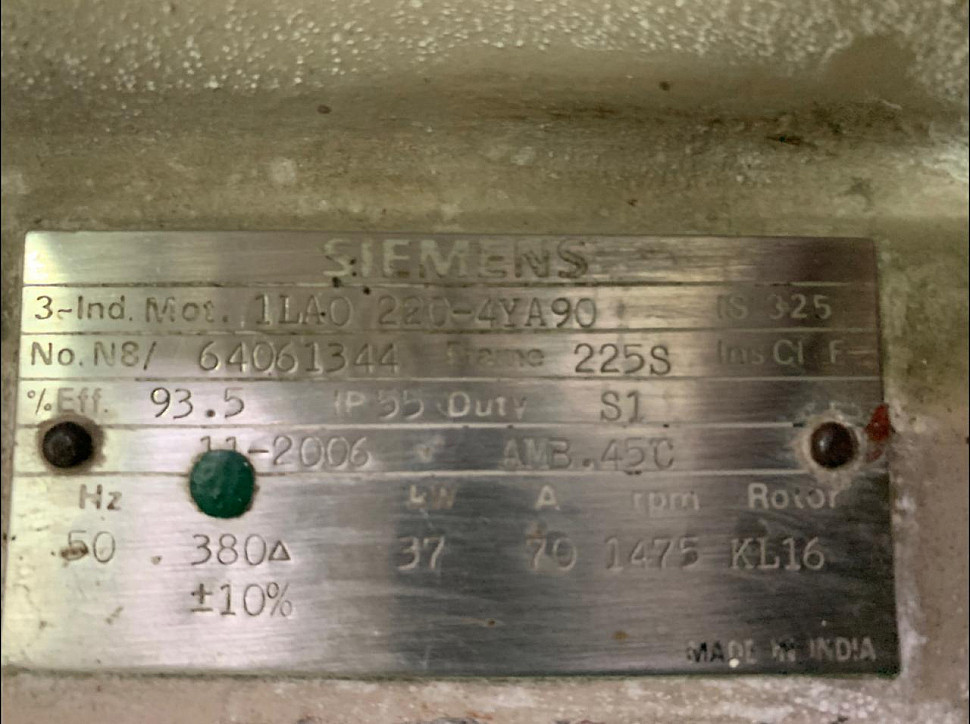 SIEMENS
3~Ind. Mot. 1LA0 220-4YA90 IS 325
No. N8/ 64061344 Frame 225S Ins Cl. F
% Eff. 93.5 IP 55 Duty S1
11-2006 AMB.45C
Hz kW A rpm Rotor
50 . 380Δ 37 70 1475 KL16
±10%
MADE IN INDIA